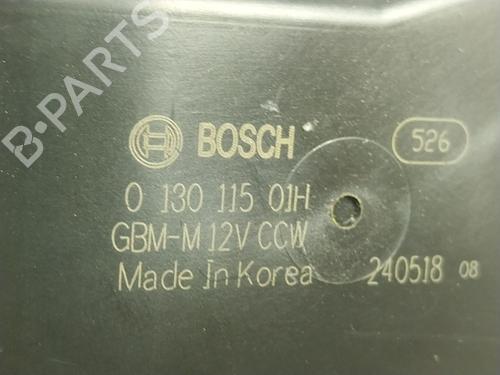 B-PARTS
BOSCH 526
0 130 115 01H
GBM-M 12V CCW
Made In Korea 240518 08